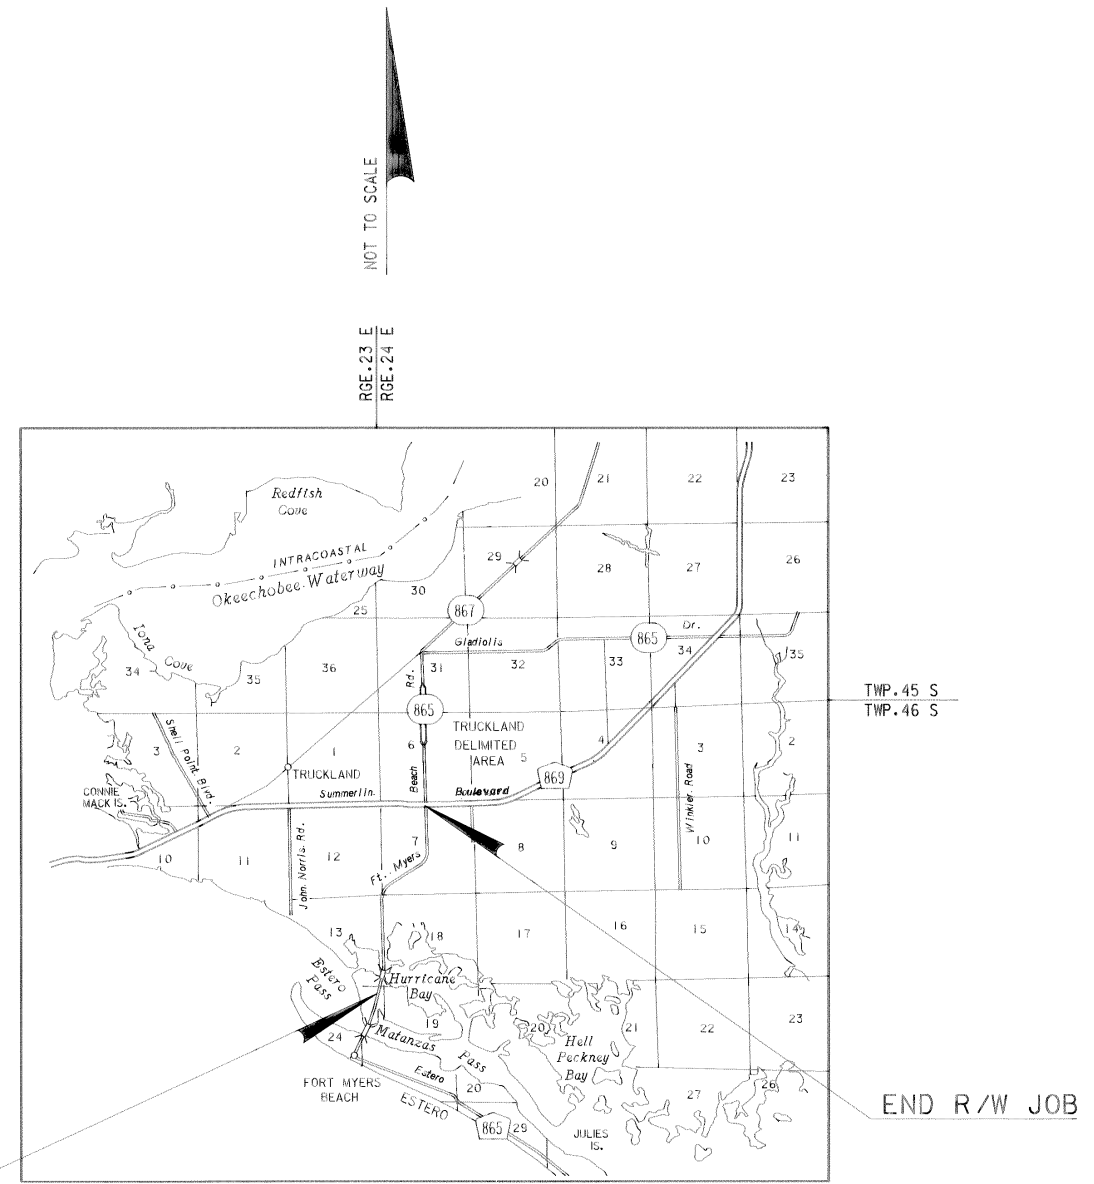 NOT TO SCALE
RGE.23 E
RGE.24 E
20
21
22
23
Redfish
Cove
INTRACOASTAL
Okeechobee Waterway
29
28
27
26
30
25
867
Iona
Cove
Gladiolis
865
Dr.
34
35
36
31
32
33
34
35
Rd.
TWP.45 S
TWP.46 S
865
TRUCKLAND
DELIMITED
AREA
3
2
1
6
5
4
3
2
Shell Point Blvd.
TRUCKLAND
869
Beach
CONNIE
MACK IS.
Summerlin
Boulevard
Winkler Road
10
11
12
7
8
9
10
11
John Norris Rd.
Ft. Myers
13
18
17
16
15
14
Estero
Pass
Hurricane
Bay
24
19
20
21
22
23
Matanzas
Pass
Hell
Peckney
Bay
FORT MYERS
BEACH
Estero
20
27
26
ESTERO
865
29
JULIES
IS.
END R/W JOB